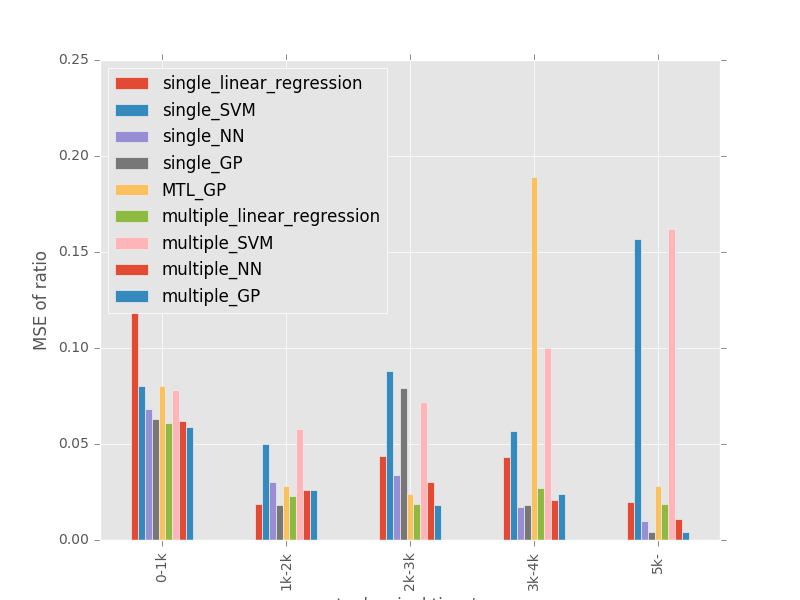 0.25
0.20
0.15
0.10
0.05
0.00
MSE of ratio
single_linear_regression
single_SVM
single_NN
single_GP
MTL_GP
multiple_linear_regression
multiple_SVM
multiple_NN
multiple_GP
0-1k
1k-2k
2k-3k
3k-4k
5k-